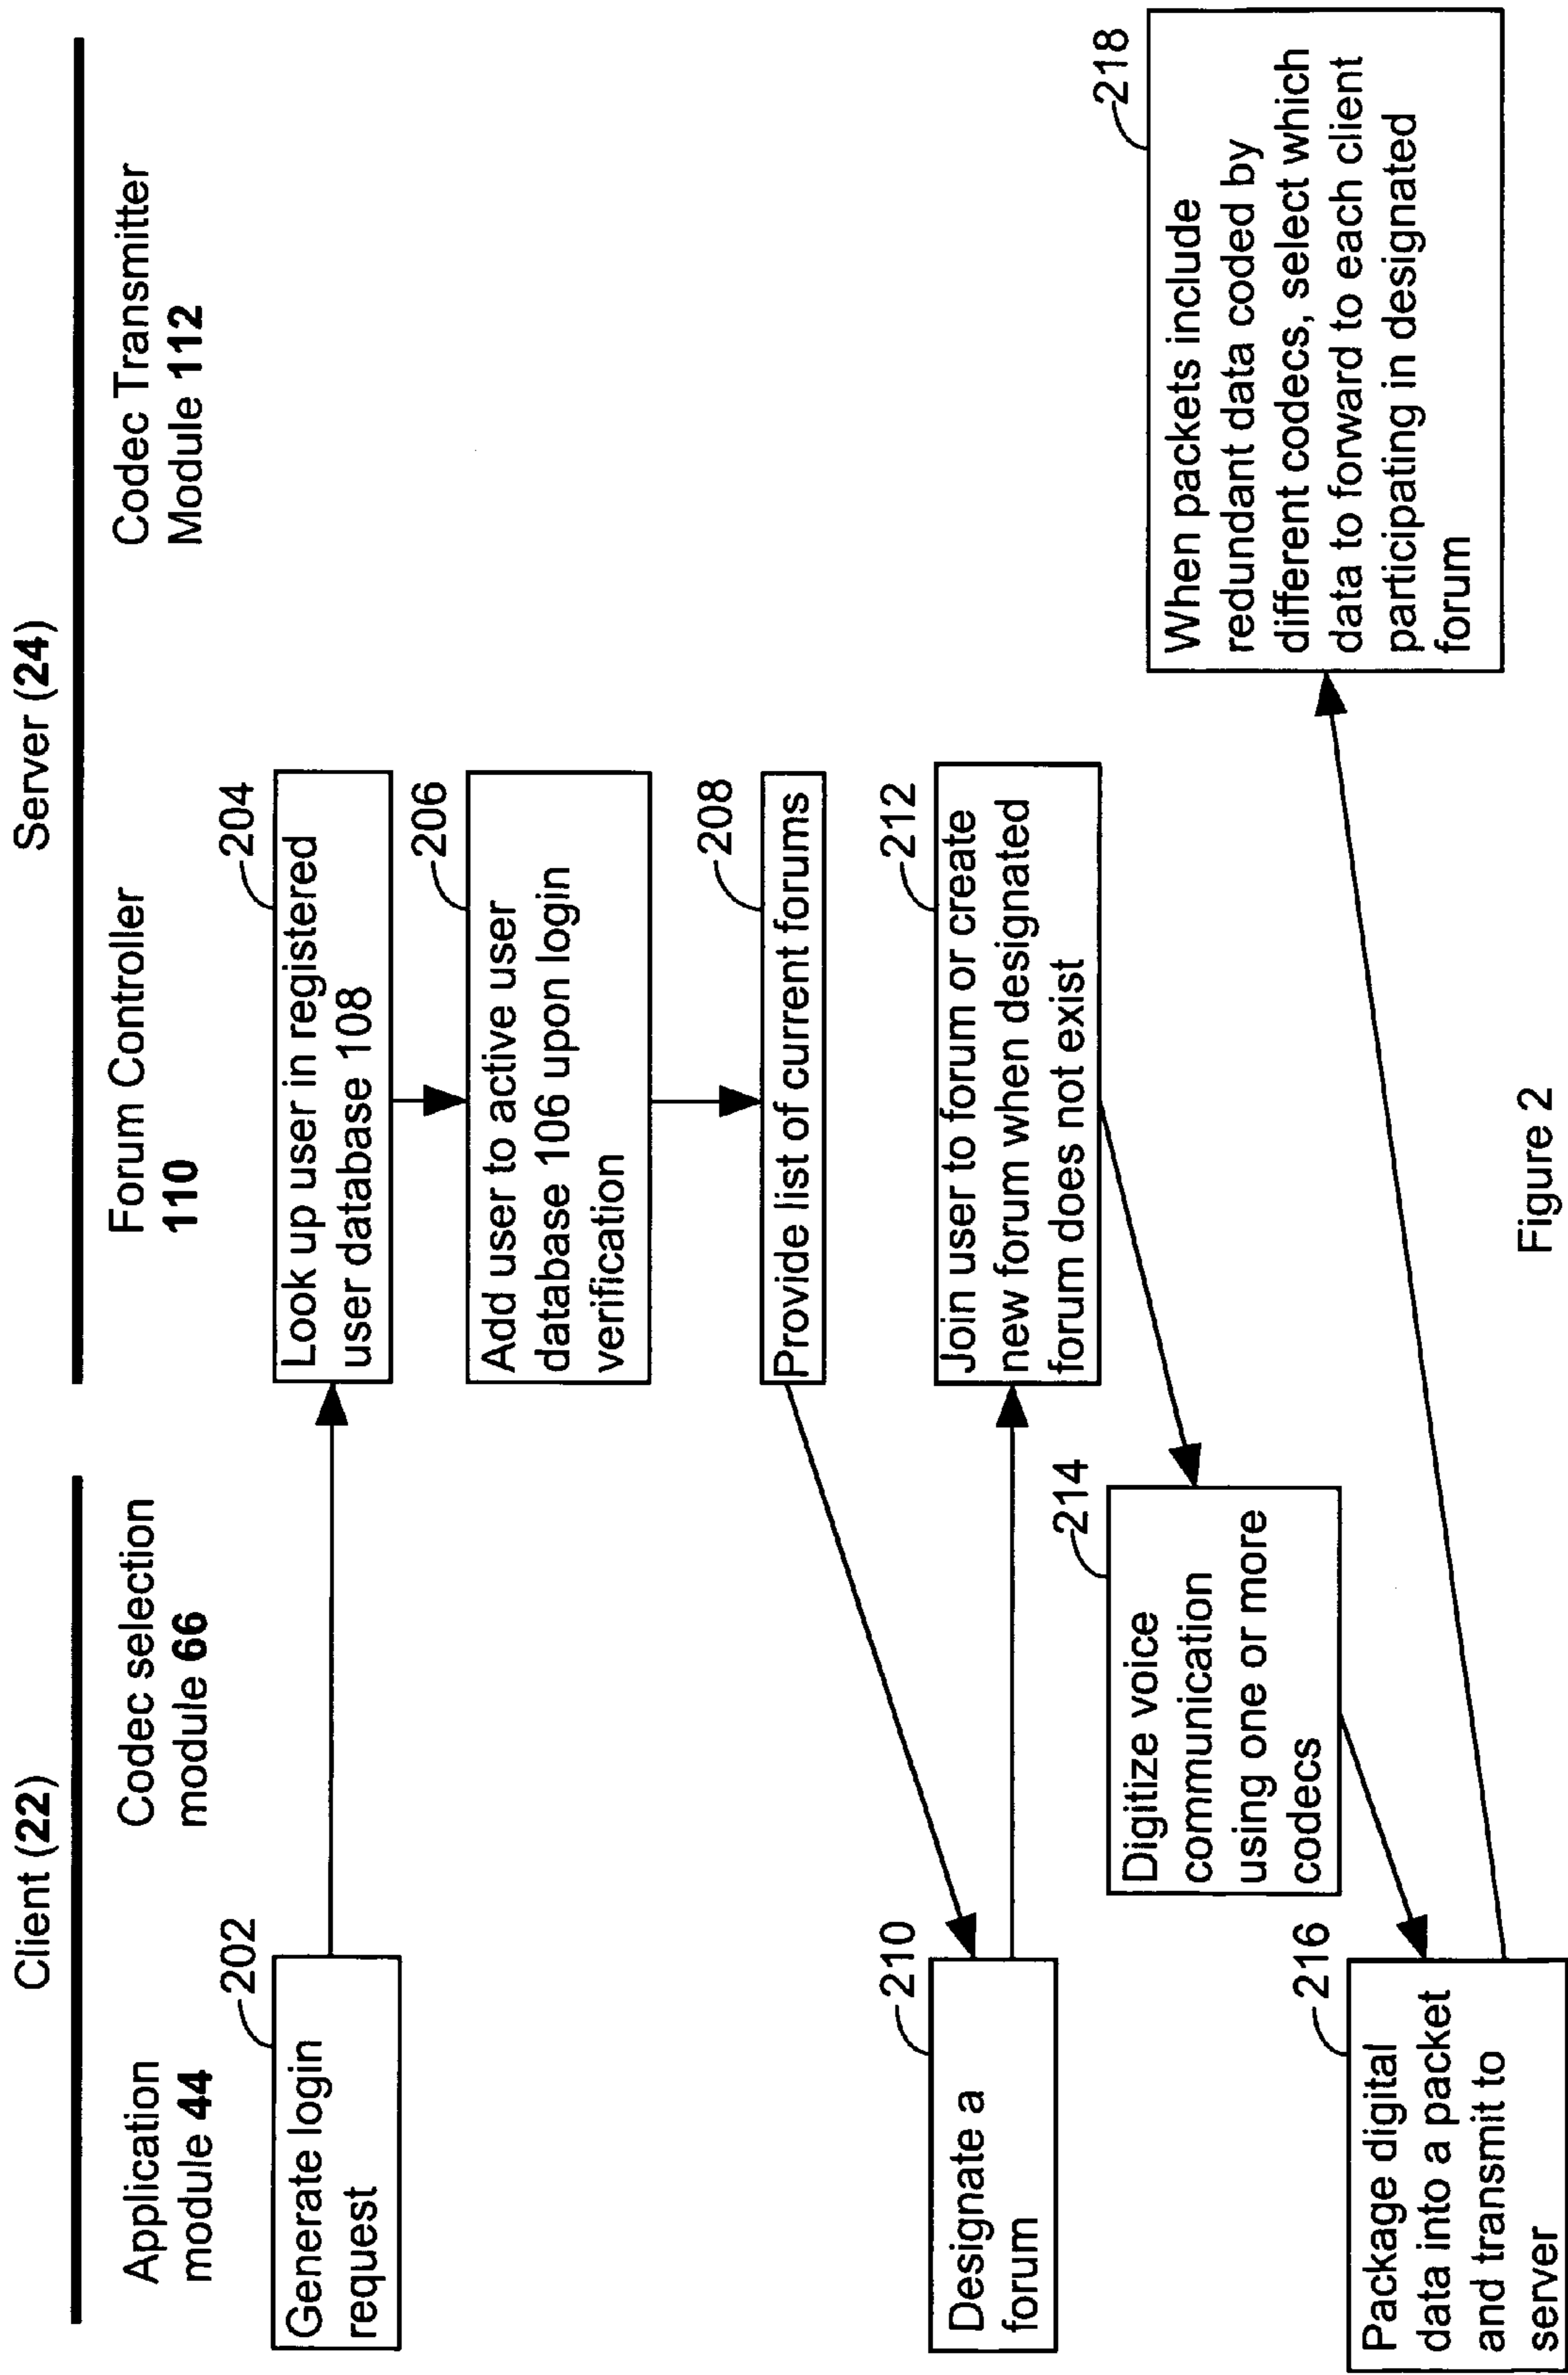 Client (22)
Server (24)
Application
module 44
Codec selection
module 66
Forum Controller
110
Codec Transmitter
Module 112
202
Generate login
request
204
Look up user in registered
user database 108
206
Add user to active user
database 106 upon login
verification
208
Provide list of current forums
210
Designate a
forum
212
Join user to forum or create
new forum when designated
forum does not exist
214
Digitize voice
communication
using one or more
codecs
216
Package digital
data into a packet
and transmit to
server
218
When packets include
redundant data coded by
different codecs, select which
data to forward to each client
participating in designated
forum
Figure 2